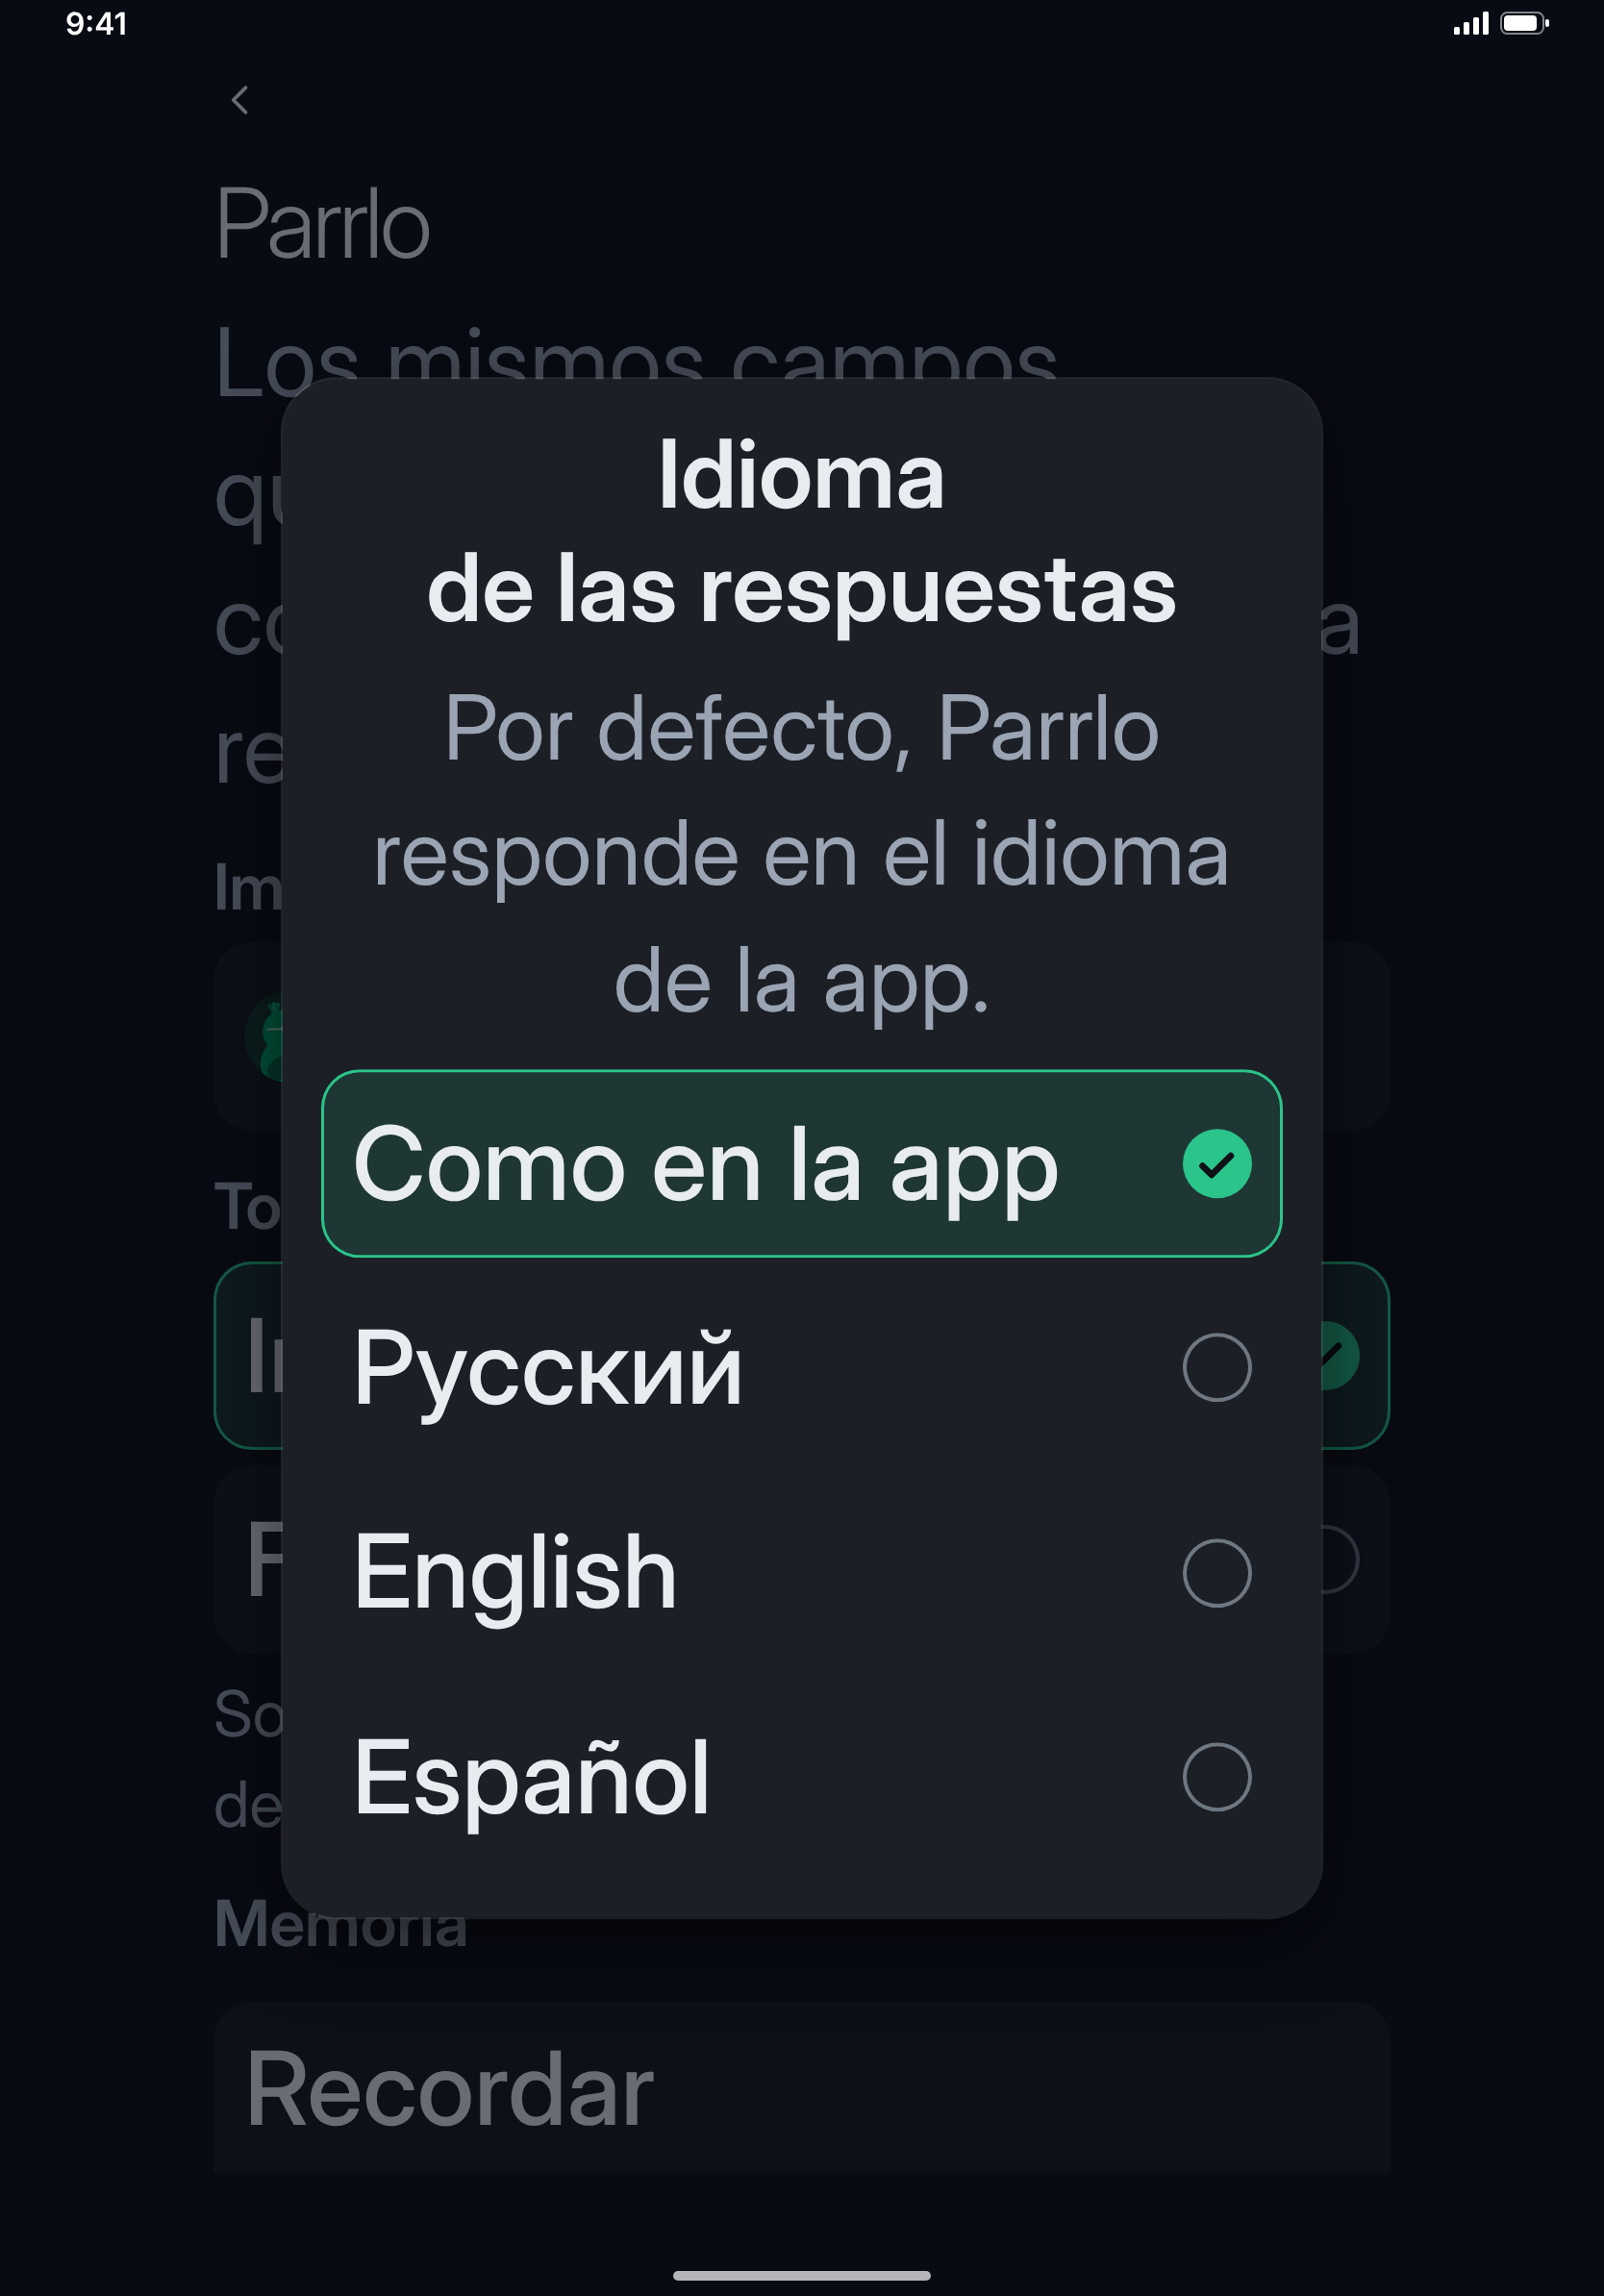 9:41
Parrlo
Los mismos campos
Idioma
de las respuestas
Por defecto, Parrlo
responde en el idioma
de la app.
Como en la app
Русский
English
Español
Memoria
Recordar